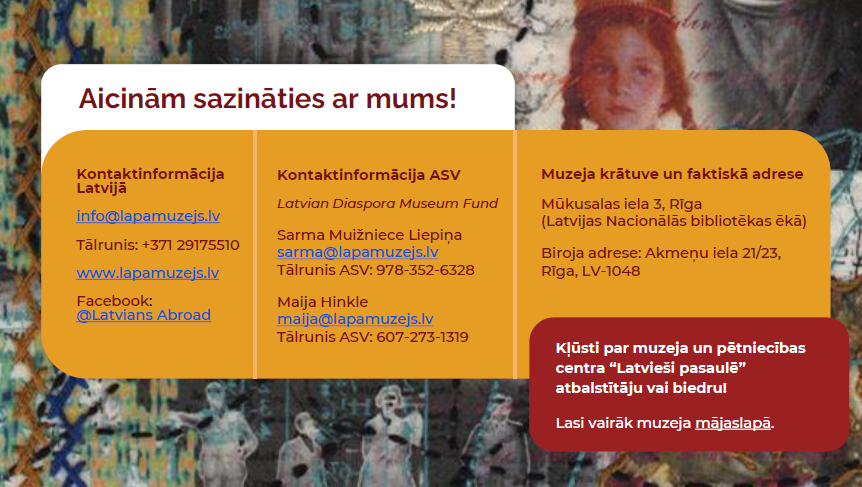 Aicinām sazināties ar mums!
Kontaktinformācija
Latvijā
info@lapamuzejs.lv
Tālrunis: +371 29175510
www.lapamuzejs.lv
Facebook:
@Latvians Abroad
Kontaktinformācija ASV
Latvian Diaspora Museum Fund
Sarma Muižniece Liepiņa
sarma@lapamuzejs.lv
Tālrunis ASV: 978-352-6328
Maija Hinkle
maija@lapamuzejs.lv
Tālrunis ASV: 607-273-1319
Muzeja krātuve un faktiskā adrese
Mūkusalas iela 3, Rīga
(Latvijas Nacionālās bibliotēkas ēkā)
Biroja adrese: Akmeņu iela 21/23,
Rīga, LV-1048
Kļūsti par muzeja un pētniecības
centra “Latvieši pasaulē”
atbalstītāju vai biedru!
Lasi vairāk muzeja mājaslapā.